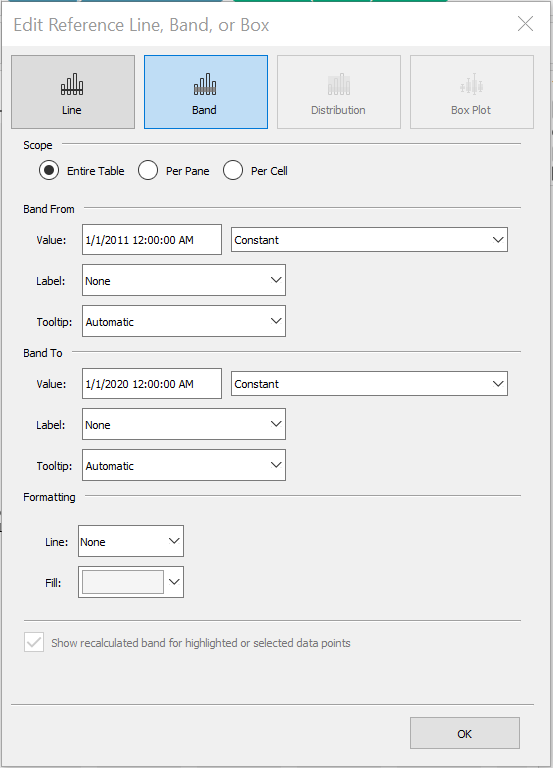 Edit Reference Line, Band, or Box
Line Band Distribution Box Plot
Scope
Entire Table Per Pane Per Cell
Band From
Value: 1/1/2011 12:00:00 AM Constant
Label: None
Tooltip: Automatic
Band To
Value: 1/1/2020 12:00:00 AM Constant
Label: None
Tooltip: Automatic
Formatting
Line: None
Fill:
Show recalculated band for highlighted or selected data points
OK